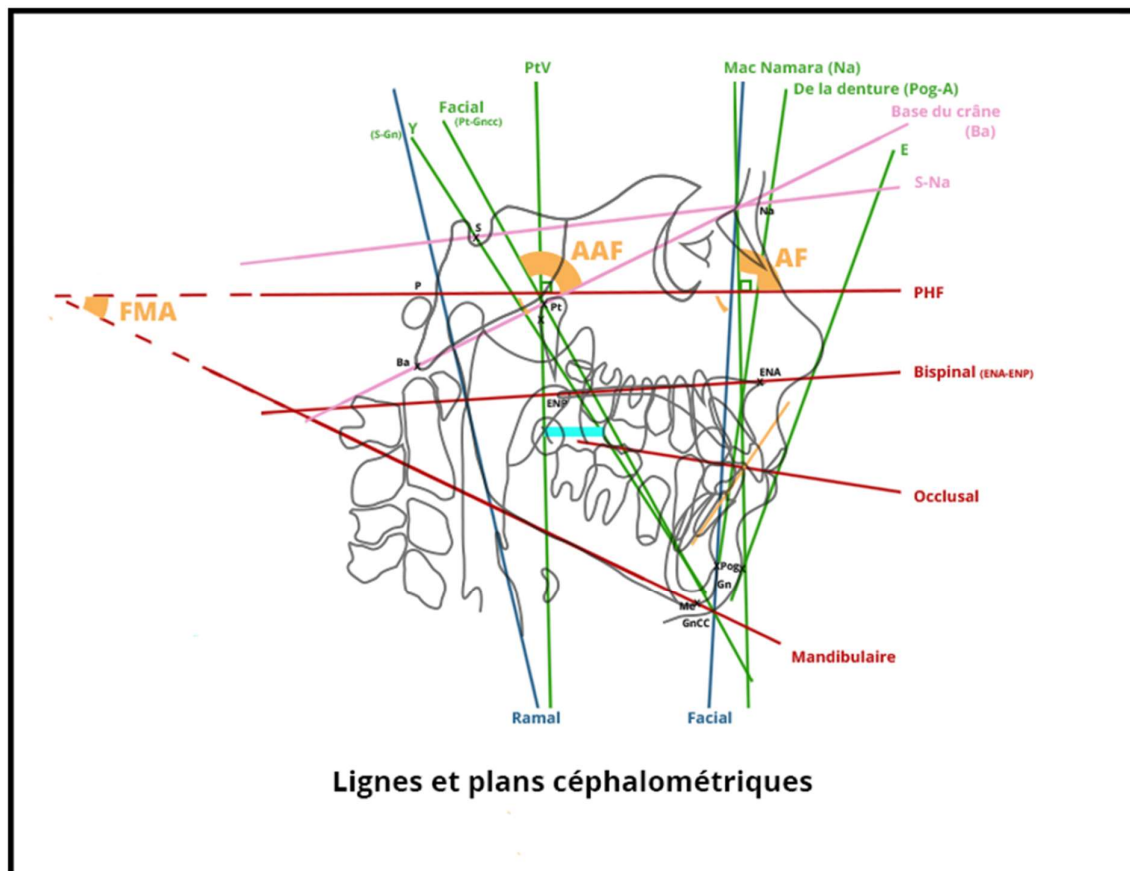 PtV
Mac Namara (Na)
De la denture (Pog-A)
Facial
(Pt-Gncc)
Base du crâne
(Ba)
(S-Gn) Y
E
S-Na
Na
S
AAF
AF
P
PHF
FMA
Pt
Ba
ENA
Bispinal (ENA-ENP)
ENP
Occlusal
Pog
Gn
Me
GnCC
Mandibulaire
Ramal
Facial
Lignes et plans céphalométriques